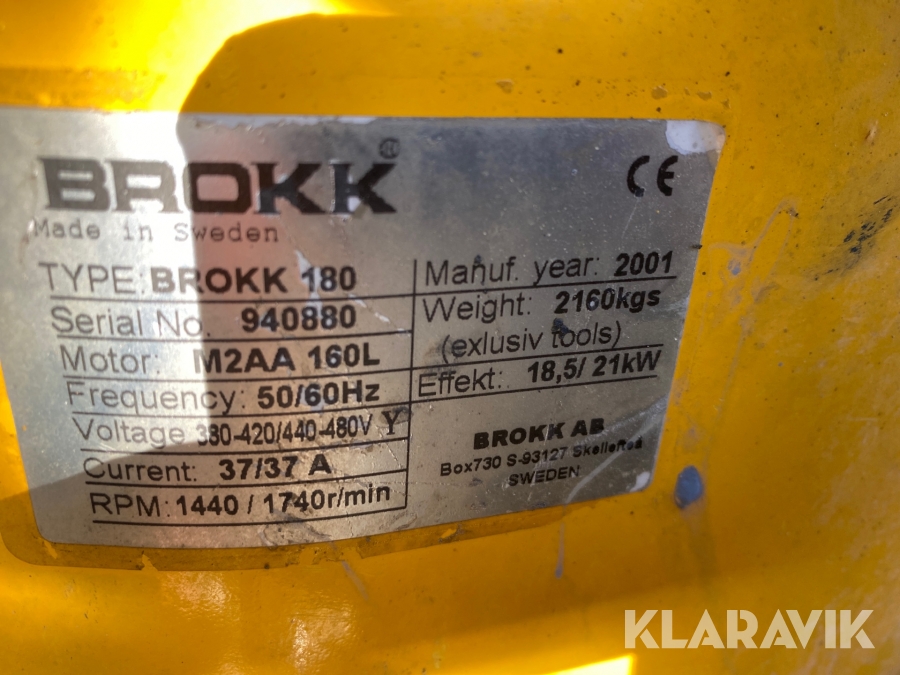 BROKK®
CE
Made in Sweden
TYPE: BROKK 180
Serial No. 940880
Motor: M2AA 160L
Frequency: 50/60Hz
Voltage 380-420/440-480V Y
Current: 37/37 A
RPM: 1440 / 1740r/min
Manuf. year: 2001
Weight: 2160kgs
(exlusiv tools)
Effekt: 18,5/ 21kW
BROKK AB
Box730 S-93127 Skellefteå
SWEDEN
KLARAVIK